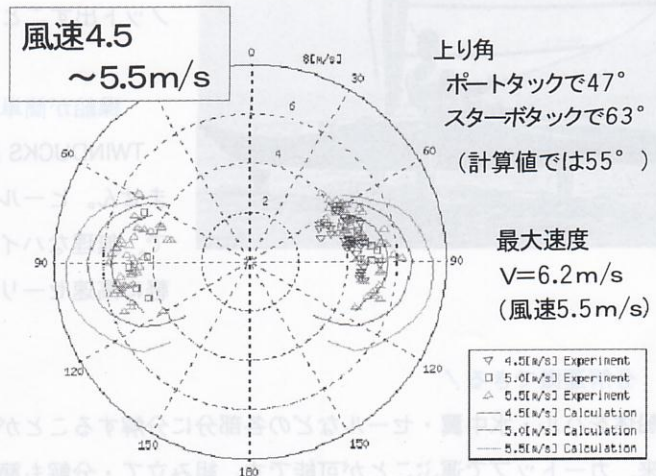 風速4.5
～5.5m/s
上り角
ポートタックで47°
スターボタックで63°
(計算値では55°)
最大速度
V=6.2m/s
(風速5.5m/s)
0
8[m/s]
30
6
60
60
4
2
90
90
120
120
150
150
180
4.5[m/s] Experiment
5.0[m/s] Experiment
5.5[m/s] Experiment
4.5[m/s] Calculation
5.0[m/s] Calculation
5.5[m/s] Calculation